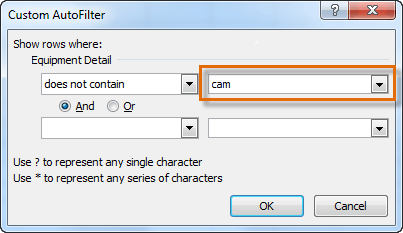 Custom AutoFilter
Show rows where:
Equipment Detail
does not contain cam
And Or
Use ? to represent any single character
Use * to represent any series of characters
OK Cancel